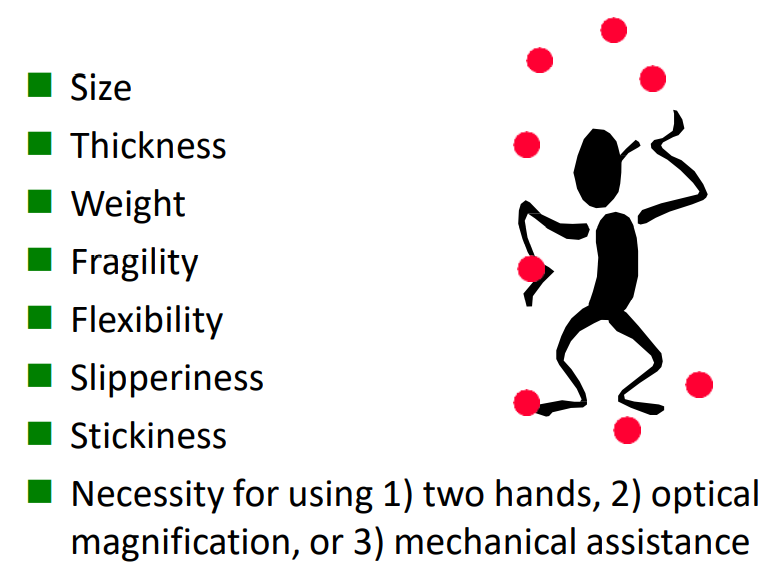 Size
Thickness
Weight
Fragility
Flexibility
Slipperiness
Stickiness
Necessity for using 1) two hands, 2) optical
magnification, or 3) mechanical assistance